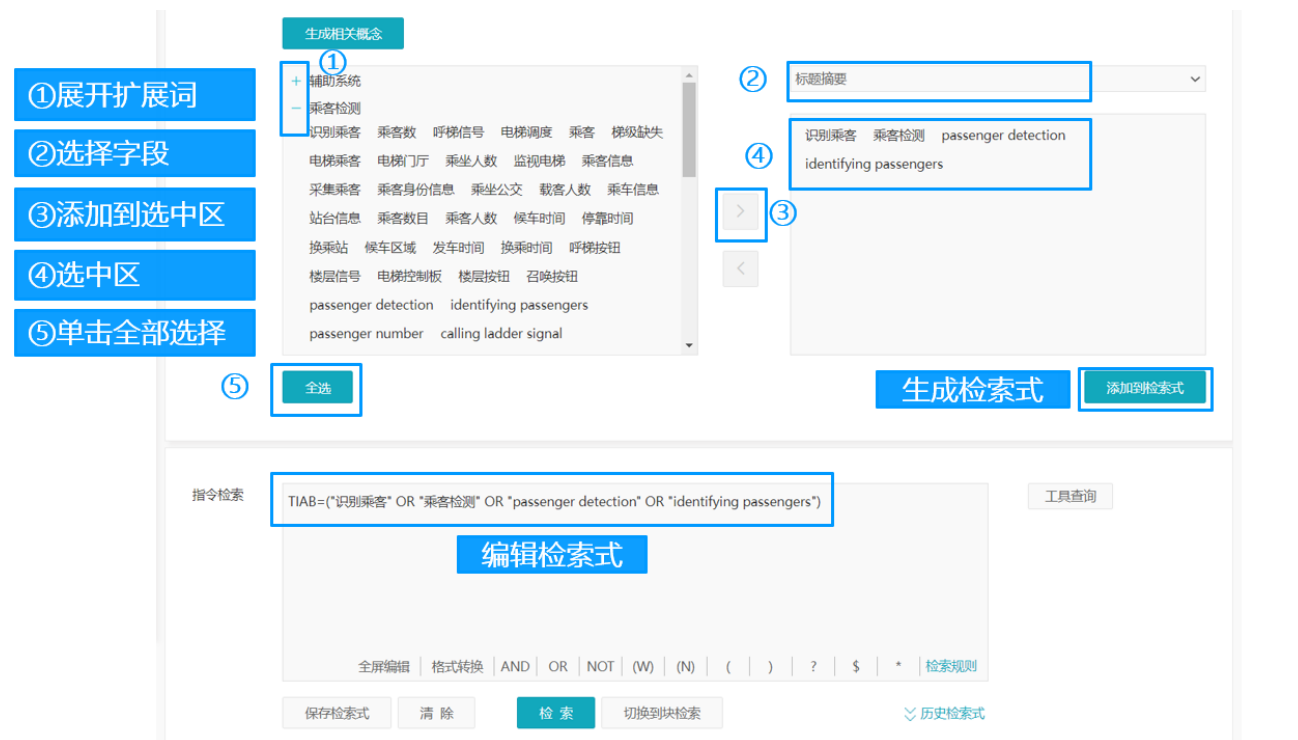 生成相关概念
①
①展开扩展词
②选择字段
③添加到选中区
④选中区
⑤单击全部选择
+ 辅助系统
− 乘客检测
识别乘客 乘客数 呼梯信号 电梯调度 乘客 梯级缺失
电梯乘客 电梯门厅 乘坐人数 监视电梯 乘客信息
采集乘客 乘客身份信息 乘坐公交 载客人数 乘车信息
站台信息 乘客数目 乘客人数 候车时间 停靠时间
换乘站 候车区域 发车时间 换乘时间 呼梯按钮
楼层信号 电梯控制板 楼层按钮 召唤按钮
passenger detection identifying passengers
passenger number calling ladder signal
② 标题摘要
④
识别乘客 乘客检测 passenger detection
identifying passengers
> ③
<
⑤ 全选
生成检索式 添加到检索式
指令检索
TIAB=("识别乘客" OR "乘客检测" OR "passenger detection" OR "identifying passengers")
工具查询
编辑检索式
全屏编辑 格式转换 AND OR NOT (W) (N) ( ) ? $ * 检索规则
保存检索式 清 除 检 索 切换到块检索 历史检索式